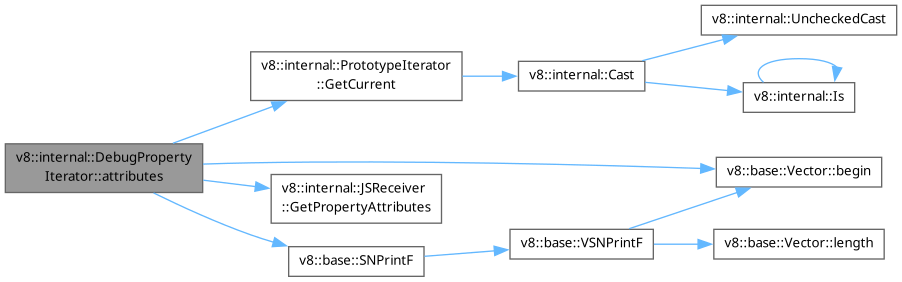 v8::internal::UncheckedCast
v8::internal::PrototypeIterator
::GetCurrent
v8::internal::Cast
v8::internal::Is
v8::internal::DebugProperty
Iterator::attributes
v8::base::Vector::begin
v8::internal::JSReceiver
::GetPropertyAttributes
v8::base::VSNPrintF
v8::base::Vector::length
v8::base::SNPrintF